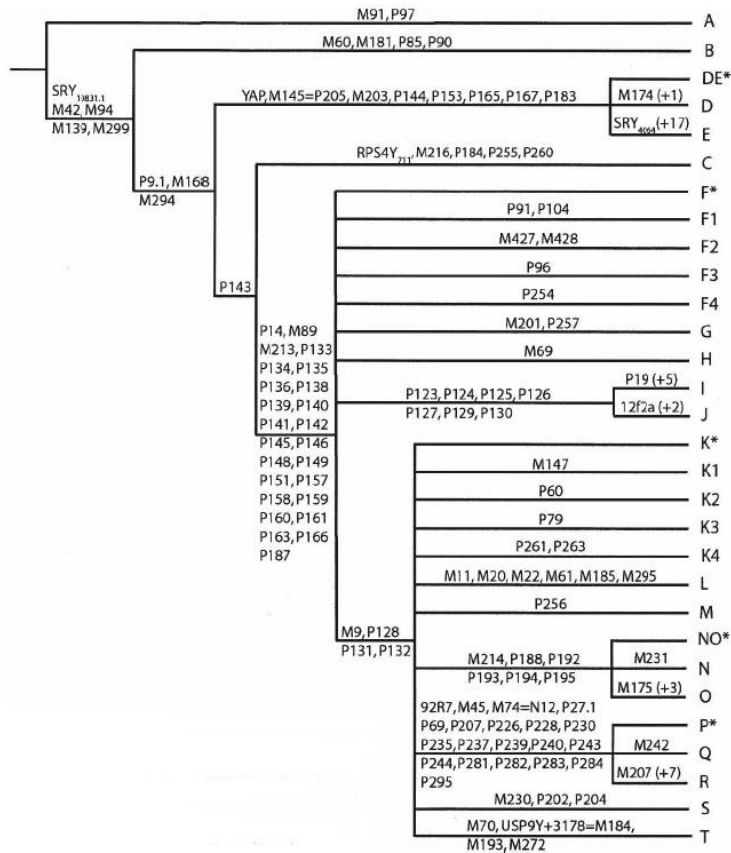 M91, P97
A
M60, M181, P85, P90
B
SRY10831.1
M42, M94
M139, M299
DE*
YAP, M145=P205, M203, P144, P153, P165, P167, P183
M174 (+1)
D
SRY4064 (+17)
E
RPS4Y711, M216, P184, P255, P260
C
P9.1, M168
M294
F*
P91, P104
F1
M427, M428
F2
P96
F3
P143
P254
F4
P14, M89
M213, P133
P134, P135
P136, P138
P139, P140
P141, P142
P145, P146
P148, P149
P151, P157
P158, P159
P160, P161
P163, P166
P187
M201, P257
G
M69
H
P123, P124, P125, P126
P127, P129, P130
P19 (+5)
I
12f2a (+2)
J
K*
M147
K1
P60
K2
P79
K3
P261, P263
K4
M11, M20, M22, M61, M185, M295
L
P256
M
M9, P128
P131, P132
NO*
M214, P188, P192
P193, P194, P195
M231
N
M175 (+3)
O
92R7, M45, M74=N12, P27.1
P69, P207, P226, P228, P230
P235, P237, P239, P240, P243
P244, P281, P282, P283, P284
P295
P*
M242
Q
M207 (+7)
R
M230, P202, P204
S
M70, USP9Y+3178=M184,
M193, M272
T